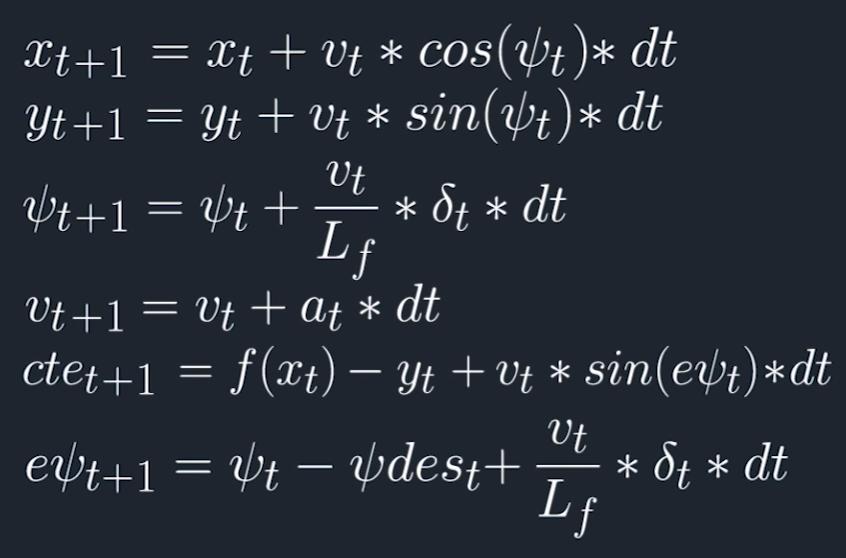 x_{t+1} = x_t + v_t * cos(ψ_t) * dt
y_{t+1} = y_t + v_t * sin(ψ_t) * dt
ψ_{t+1} = ψ_t + \frac{v_t}{L_f} * δ_t * dt
v_{t+1} = v_t + a_t * dt
cte_{t+1} = f(x_t) − y_t + v_t * sin(eψ_t) * dt
eψ_{t+1} = ψ_t − ψdes_t + \frac{v_t}{L_f} * δ_t * dt